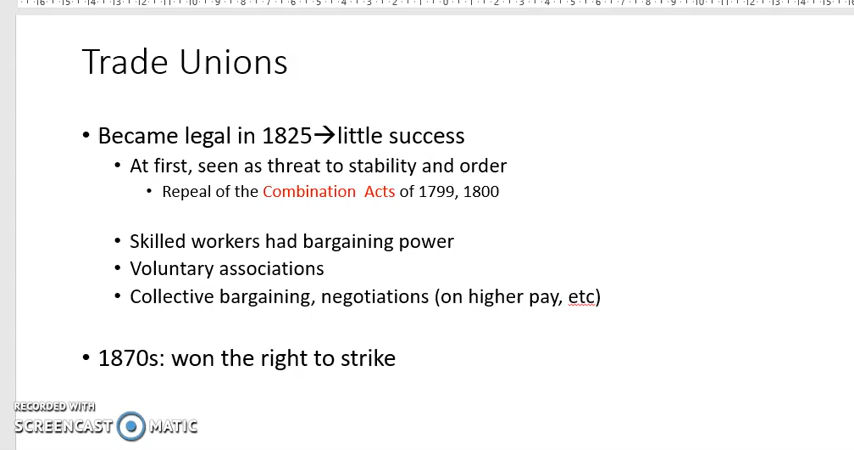 Trade Unions
• Became legal in 1825→little success
• At first, seen as threat to stability and order
• Repeal of the Combination Acts of 1799, 1800
• Skilled workers had bargaining power
• Voluntary associations
• Collective bargaining, negotiations (on higher pay, etc)
• 1870s: won the right to strike
RECORDED WITH
SCREENCAST MATIC